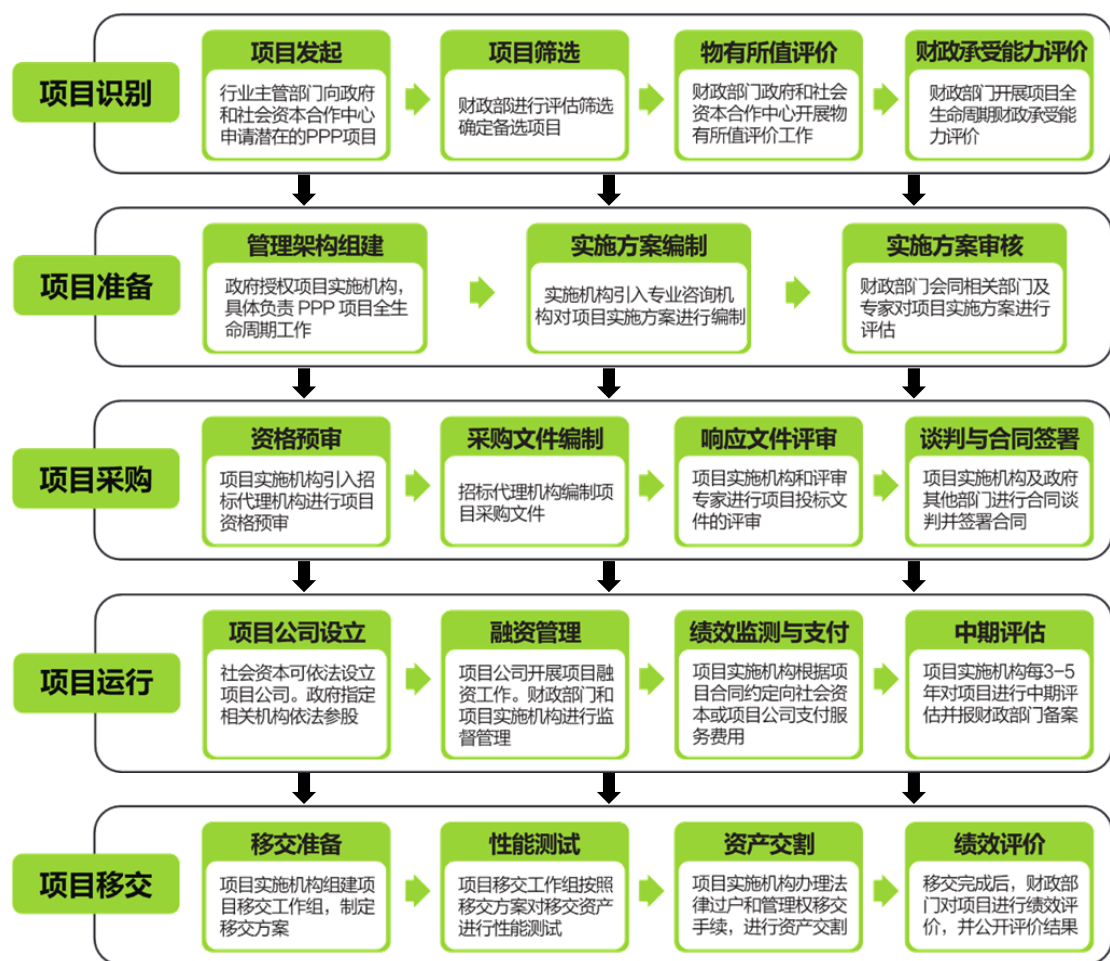 项目识别
项目发起
行业主管部门向政府
和社会资本合作中心
申请潜在的PPP项目
项目筛选
财政部进行评估筛选
确定备选项目
物有所值评价
财政部门政府和社会
资本合作中心开展物
有所值评价工作
财政承受能力评价
财政部门开展项目全
生命周期财政承受能
力评价
项目准备
管理架构组建
政府授权项目实施机构，
具体负责 PPP 项目全生
命周期工作
实施方案编制
实施机构引入专业咨询机
构对项目实施方案进行编制
实施方案审核
财政部门会同相关部门及
专家对项目实施方案进行
评估
项目采购
资格预审
项目实施机构引入招
标代理机构进行项目
资格预审
采购文件编制
招标代理机构编制项
目采购文件
响应文件评审
项目实施机构和评审
专家进行项目投标文
件的评审
谈判与合同签署
项目实施机构及政府
其他部门进行合同谈
判并签署合同
项目运行
项目公司设立
社会资本可依法设立
项目公司。政府指定
相关机构依法参股
融资管理
项目公司开展项目融
资工作。财政部门和
项目实施机构进行监
督管理
绩效监测与支付
项目实施机构根据项
目合同约定向社会资
本或项目公司支付服
务费用
中期评估
项目实施机构每3-5
年对项目进行中期评
估并报财政部门备案
项目移交
移交准备
项目实施机构组建项
目移交工作组，制定
移交方案
性能测试
项目移交工作组按照
移交方案对移交资产
进行性能测试
资产交割
项目实施机构办理法
律过户和管理权移交
手续，进行资产交割
绩效评价
移交完成后，财政部
门对项目进行绩效评
价，并公开评价结果